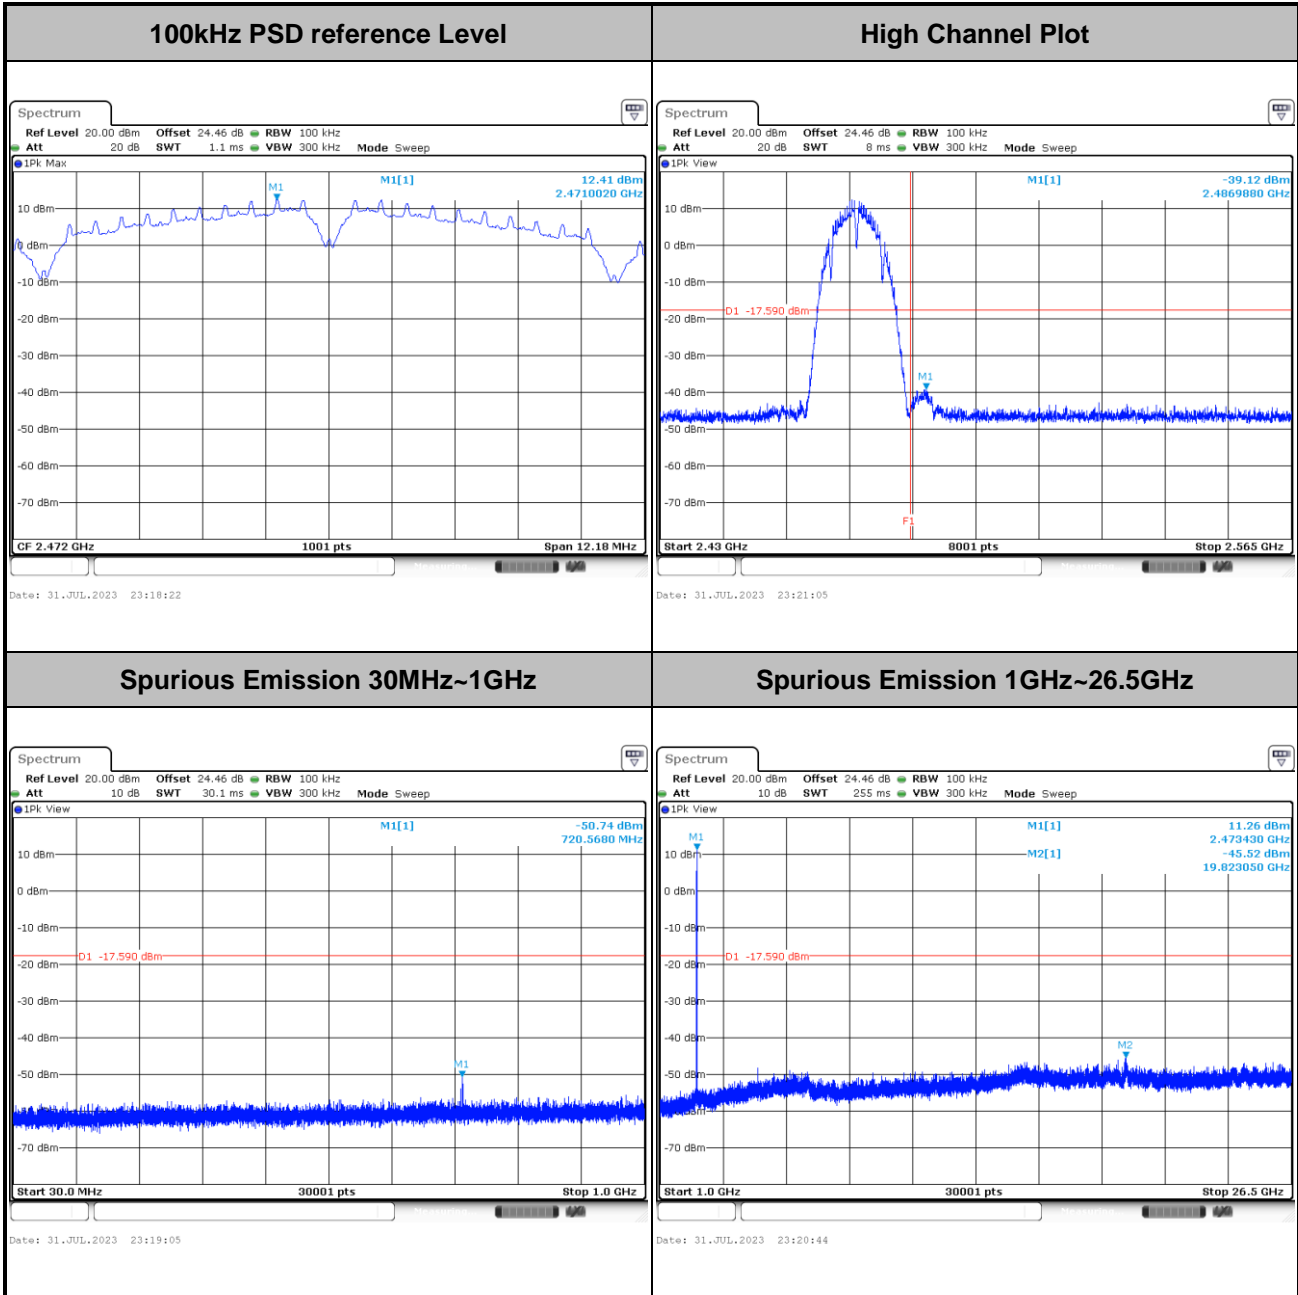 100kHz PSD reference Level
High Channel Plot
Spectrum
Ref Level 20.00 dBm Offset 24.46 dB RBW 100 kHz
Att 20 dB SWT 1.1 ms VBW 300 kHz Mode Sweep
1Pk Max
M1[1] 12.41 dBm
2.4710020 GHz
M1
10 dBm
0 dBm
-10 dBm
-20 dBm
-30 dBm
-40 dBm
-50 dBm
-60 dBm
-70 dBm
CF 2.472 GHz 1001 pts Span 12.18 MHz
Date: 31.JUL.2023 23:18:22
Spectrum
Ref Level 20.00 dBm Offset 24.46 dB RBW 100 kHz
Att 20 dB SWT 8 ms VBW 300 kHz Mode Sweep
1Pk View
M1[1] -39.12 dBm
2.4869880 GHz
10 dBm
0 dBm
-10 dBm
D1 -17.590 dBm
-20 dBm
-30 dBm
M1
-40 dBm
-50 dBm
-60 dBm
-70 dBm
F1
Start 2.43 GHz 8001 pts Stop 2.565 GHz
Measuring...
Date: 31.JUL.2023 23:21:05
Spurious Emission 30MHz~1GHz
Spurious Emission 1GHz~26.5GHz
Spectrum
Ref Level 20.00 dBm Offset 24.46 dB RBW 100 kHz
Att 10 dB SWT 30.1 ms VBW 300 kHz Mode Sweep
1Pk View
M1[1] -50.74 dBm
720.5680 MHz
10 dBm
0 dBm
-10 dBm
D1 -17.590 dBm
-20 dBm
-30 dBm
-40 dBm
M1
-50 dBm
-70 dBm
Start 30.0 MHz 30001 pts Stop 1.0 GHz
Date: 31.JUL.2023 23:19:05
Spectrum
Ref Level 20.00 dBm Offset 24.46 dB RBW 100 kHz
Att 10 dB SWT 255 ms VBW 300 kHz Mode Sweep
1Pk View
M1[1] 11.26 dBm
2.473430 GHz
M2[1] -45.52 dBm
19.823050 GHz
M1
10 dBm
0 dBm
-10 dBm
D1 -17.590 dBm
-20 dBm
-30 dBm
-40 dBm
M2
-50 dBm
-70 dBm
Start 1.0 GHz 30001 pts Stop 26.5 GHz
Date: 31.JUL.2023 23:20:44